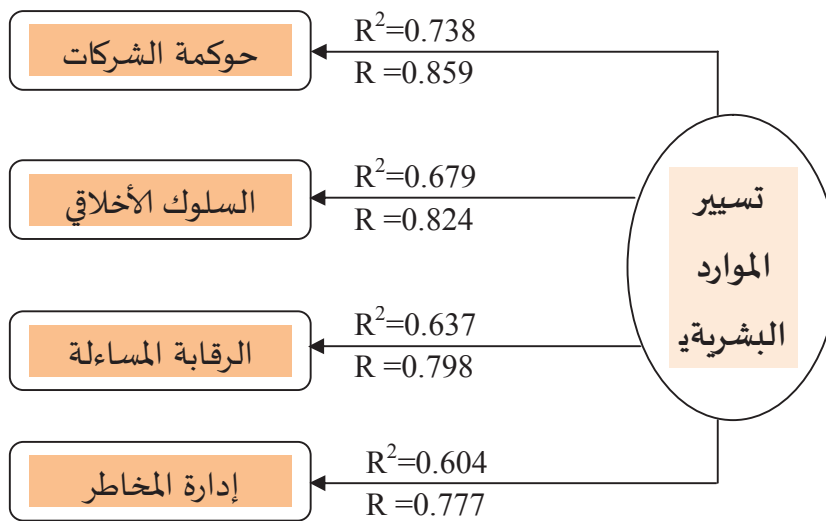 حوكمة الشركات
R²=0.738
R =0.859
السلوك الأخلاقي
R²=0.679
R =0.824
الرقابة المساءلة
R²=0.637
R =0.798
إدارة المخاطر
R²=0.604
R =0.777
تسيير
الموارد
البشريةيـ